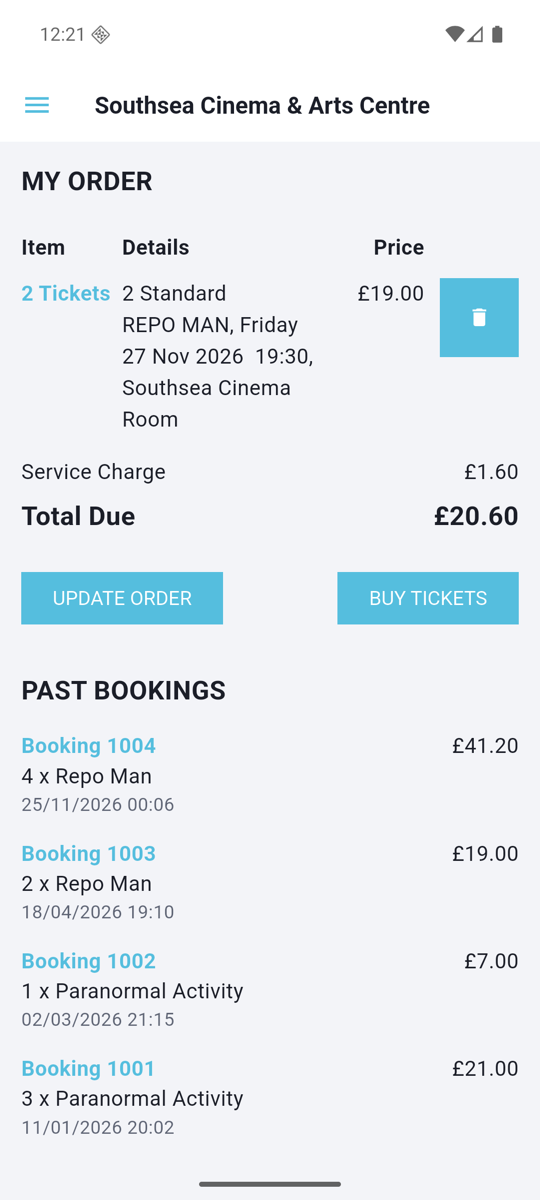 12:21
Southsea Cinema & Arts Centre
MY ORDER
Item Details Price
2 Tickets 2 Standard £19.00
REPO MAN, Friday
27 Nov 2026 19:30,
Southsea Cinema
Room
Service Charge £1.60
Total Due £20.60
UPDATE ORDER BUY TICKETS
PAST BOOKINGS
Booking 1004 £41.20
4 x Repo Man
25/11/2026 00:06
Booking 1003 £19.00
2 x Repo Man
18/04/2026 19:10
Booking 1002 £7.00
1 x Paranormal Activity
02/03/2026 21:15
Booking 1001 £21.00
3 x Paranormal Activity
11/01/2026 20:02